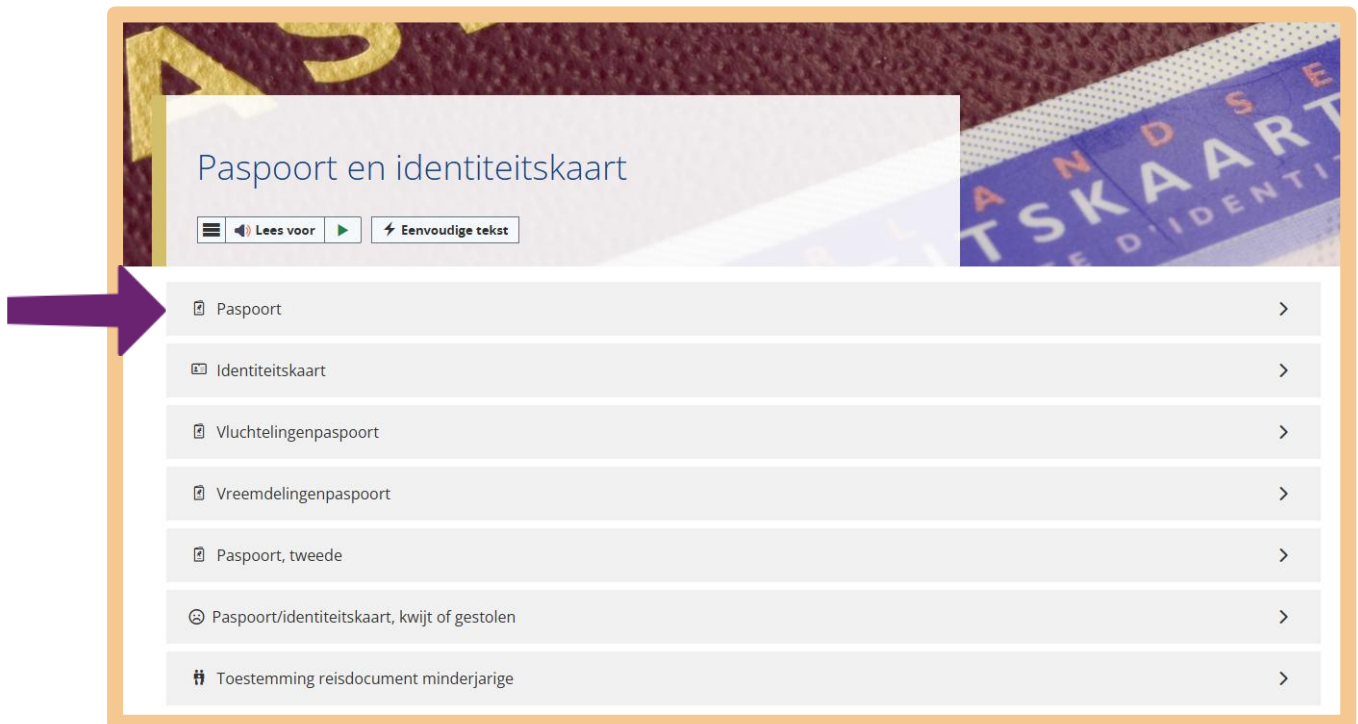 Paspoort en identiteitskaart
Lees voor
Eenvoudige tekst
Paspoort
Identiteitskaart
Vluchtelingenpaspoort
Vreemdelingenpaspoort
Paspoort, tweede
Paspoort/identiteitskaart, kwijt of gestolen
Toestemming reisdocument minderjarige